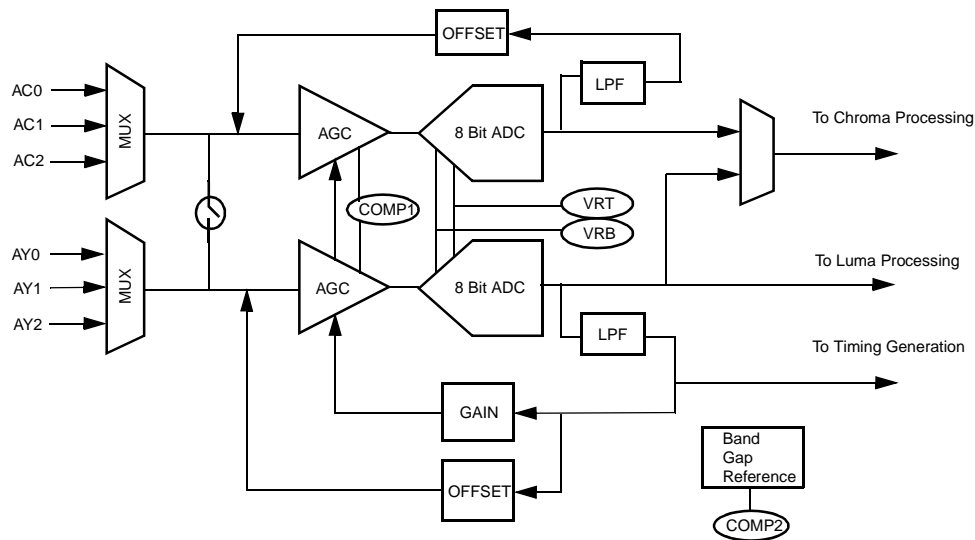 OFFSET
LPF
AC0
AC1
AC2
MUX
AGC
8 Bit ADC
To Chroma Processing
COMP1
VRT
VRB
AY0
AY1
AY2
MUX
AGC
8 Bit ADC
To Luma Processing
LPF
To Timing Generation
GAIN
OFFSET
Band
Gap
Reference
COMP2